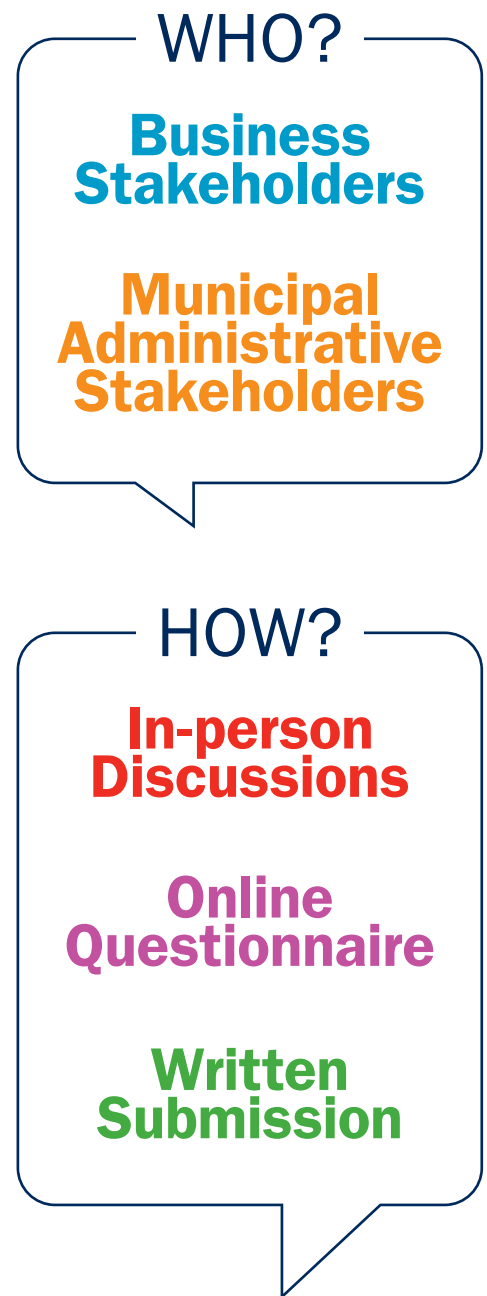 WHO?
Business
Stakeholders
Municipal
Administrative
Stakeholders
HOW?
In-person
Discussions
Online
Questionnaire
Written
Submission